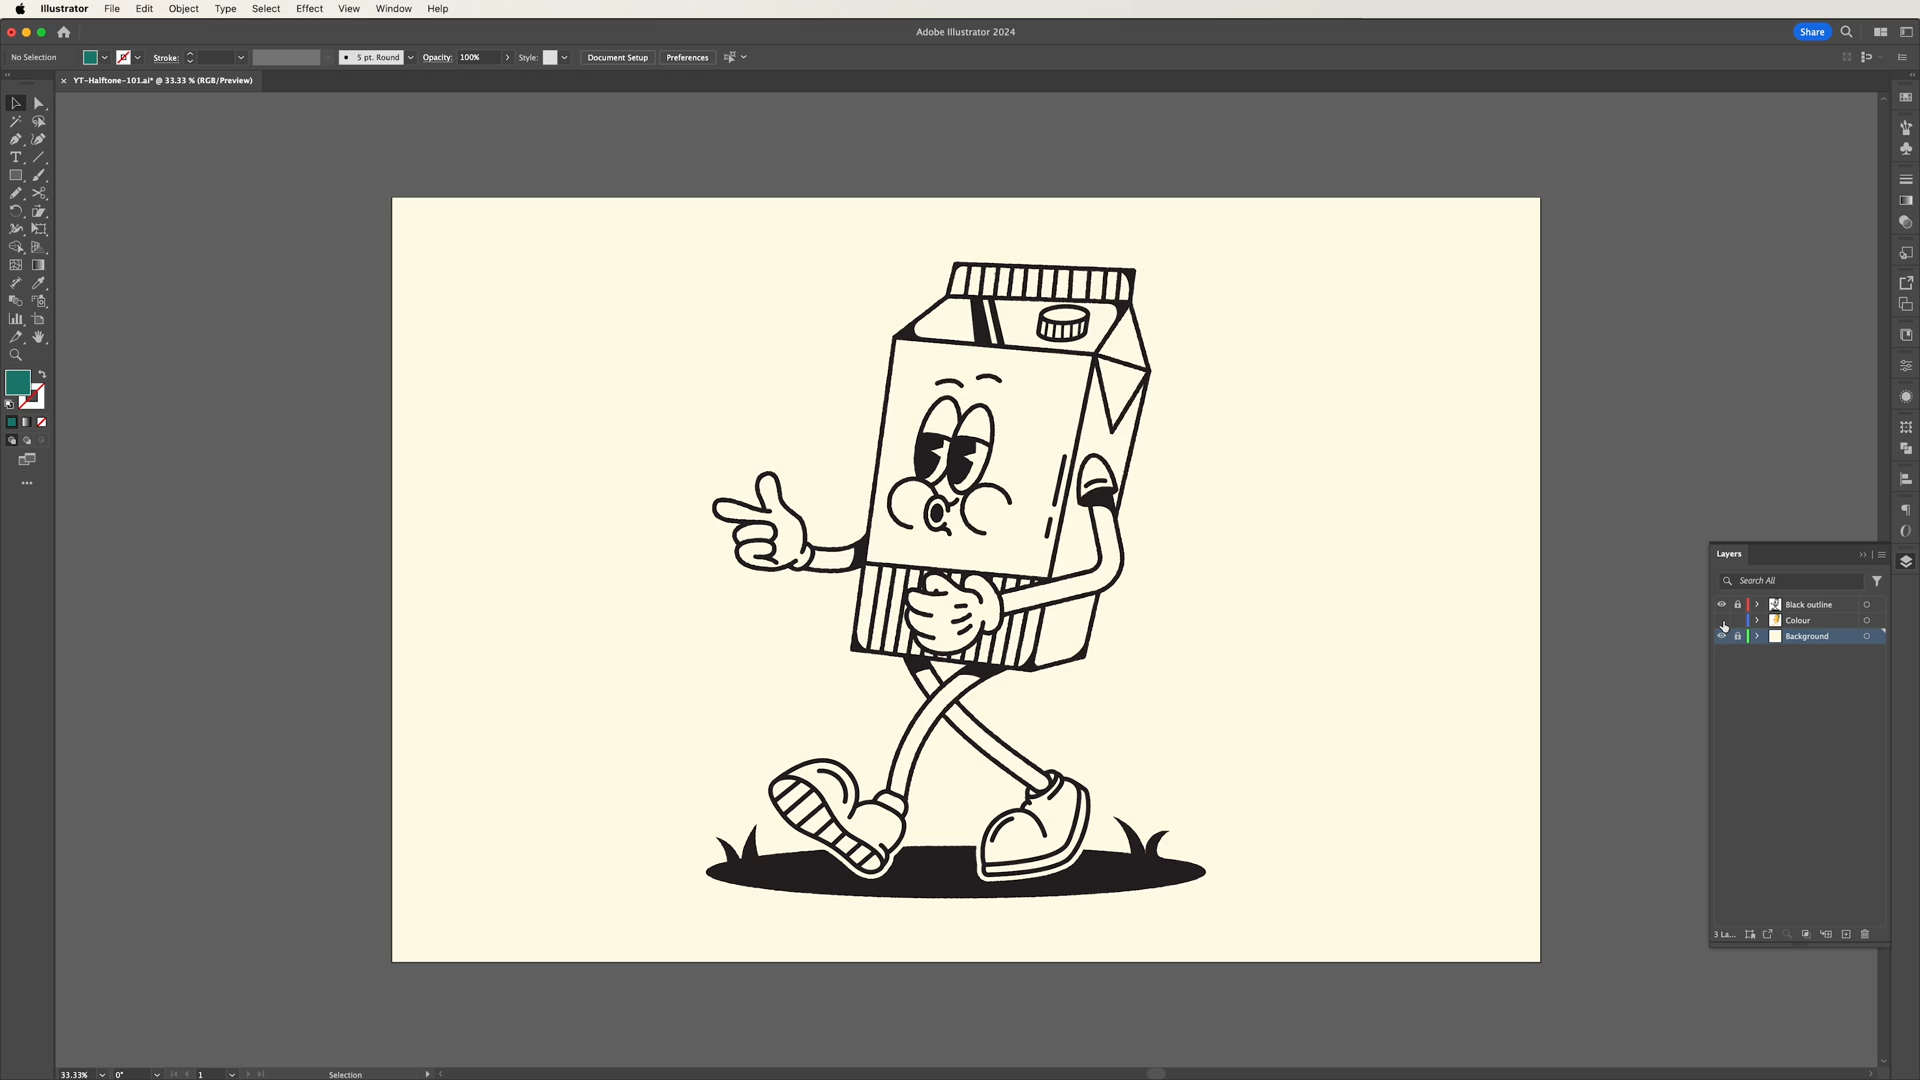 Illustrator File Edit Object Type Select Effect View Window Help
Adobe Illustrator 2024
Share
No Selection
Stroke:
5 pt. Round
Opacity: 100%
Style:
Document Setup
Preferences
YT-Halftone-101.ai* @ 33.33 % (RGB/Preview)
Layers
Search All
Black outline
Colour
Background
3 La...
33.33%
0°
1
Selection